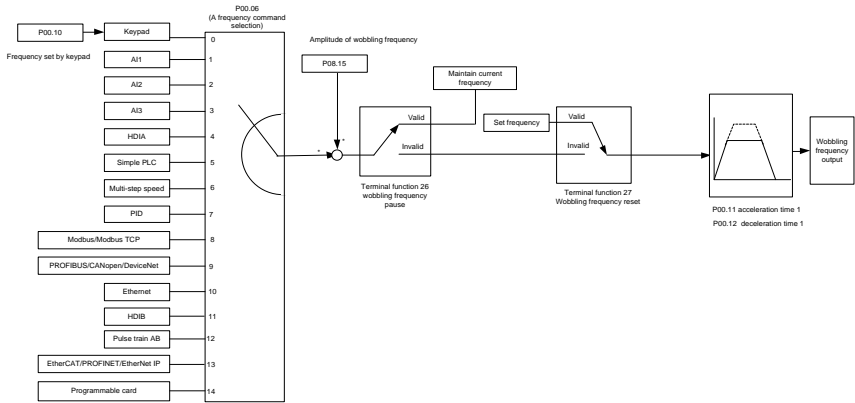 P00.06
(A frequency command
selection)
P00.10
Keypad
0
Frequency set by keypad
AI1
1
AI2
2
AI3
3
HDIA
4
Simple PLC
5
Multi-step speed
6
PID
7
Modbus/Modbus TCP
8
PROFIBUS/CANopen/DeviceNet
9
Ethernet
10
HDIB
11
Pulse train AB
12
EtherCAT/PROFINET/EtherNet IP
13
Programmable card
14
Amplitude of wobbling frequency
P08.15
+
+
Maintain current
frequency
Valid
Invalid
Terminal function 26
wobbling frequency
pause
Set frequency
Valid
Invalid
Terminal function 27
Wobbling frequency reset
P00.11 acceleration time 1
P00.12 deceleration time 1
Wobbling
frequency
output